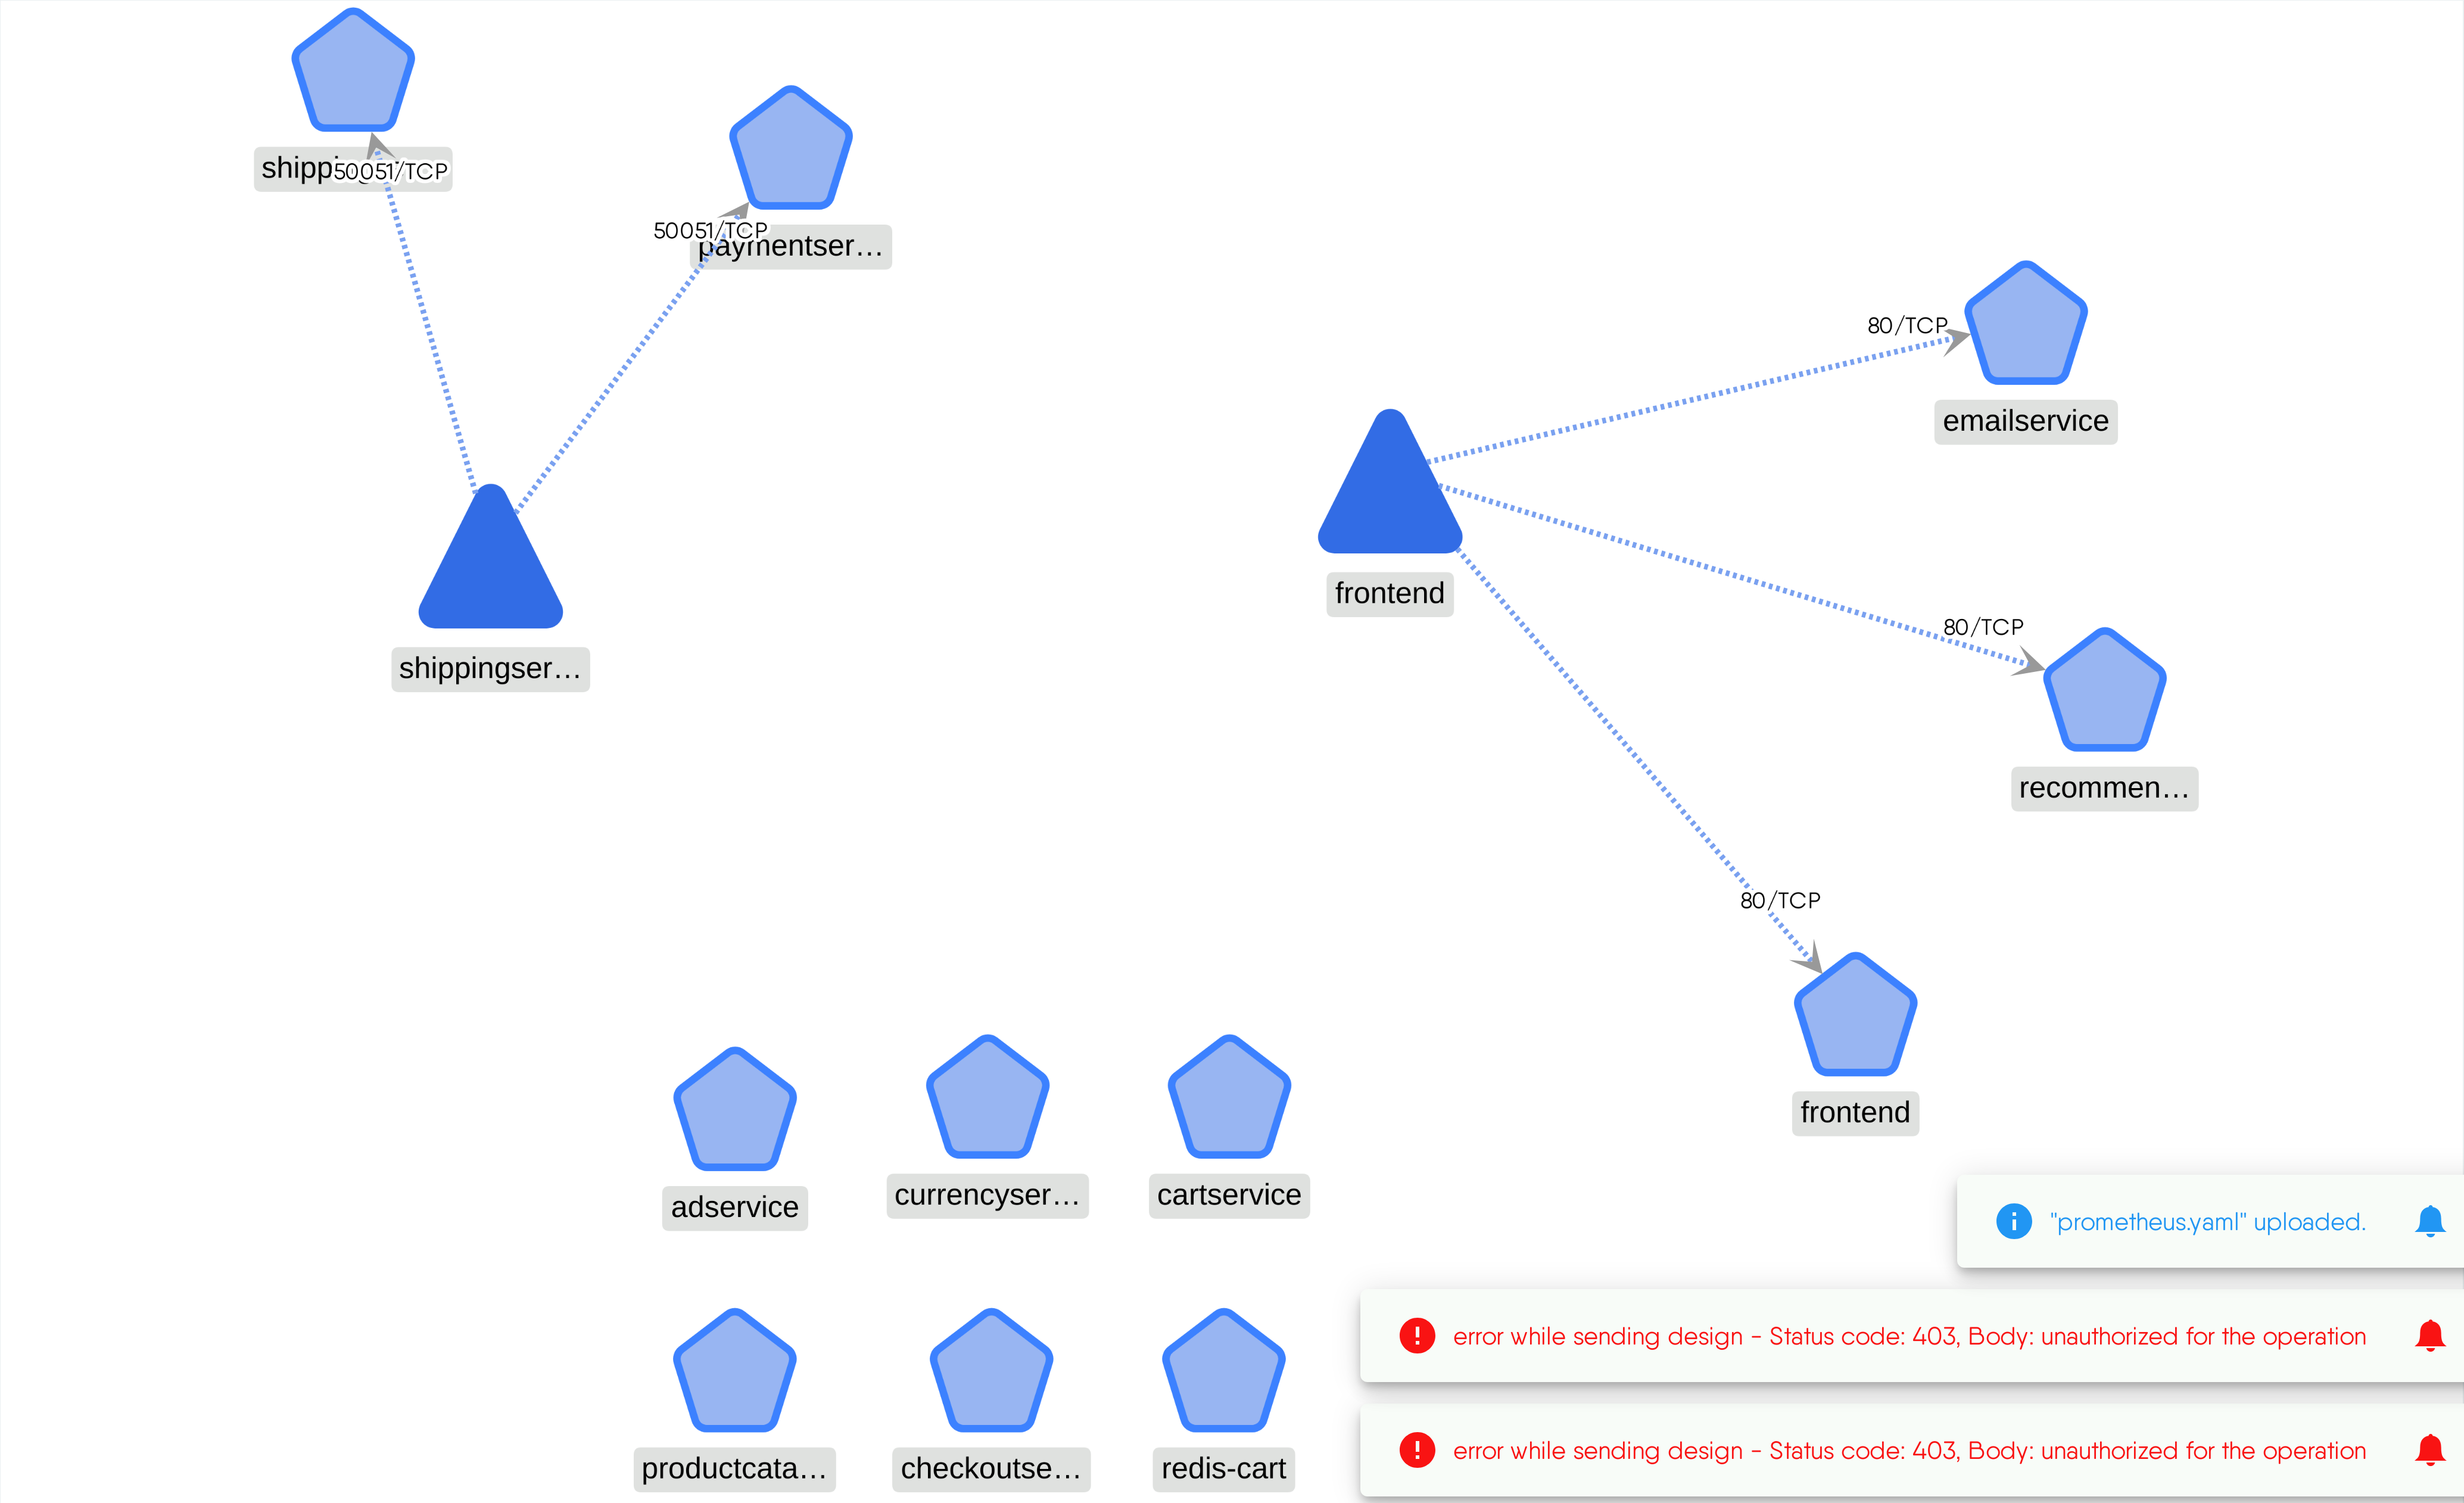 50051/TCP
50051/TCP
paymentser…
80/TCP
emailservice
frontend
80/TCP
shippingser…
recommen…
80/TCP
frontend
adservice
currencyser…
cartservice
"prometheus.yaml" uploaded.
error while sending design - Status code: 403, Body: unauthorized for the operation
error while sending design - Status code: 403, Body: unauthorized for the operation
productcata…
checkoutse…
redis-cart